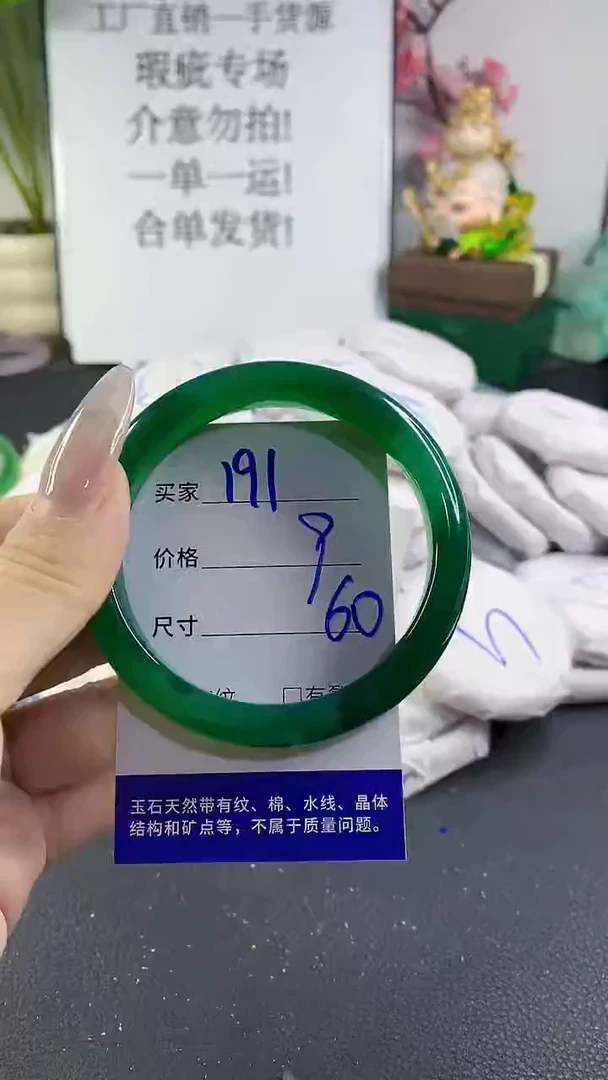 工厂直销一手货源
瑕疵专场
介意勿拍!
一单一运!
合单发货!
买家 191
价格 9
尺寸 60
纹 □有
玉石天然带有纹、棉、水线、晶体
结构和矿点等，不属于质量问题。